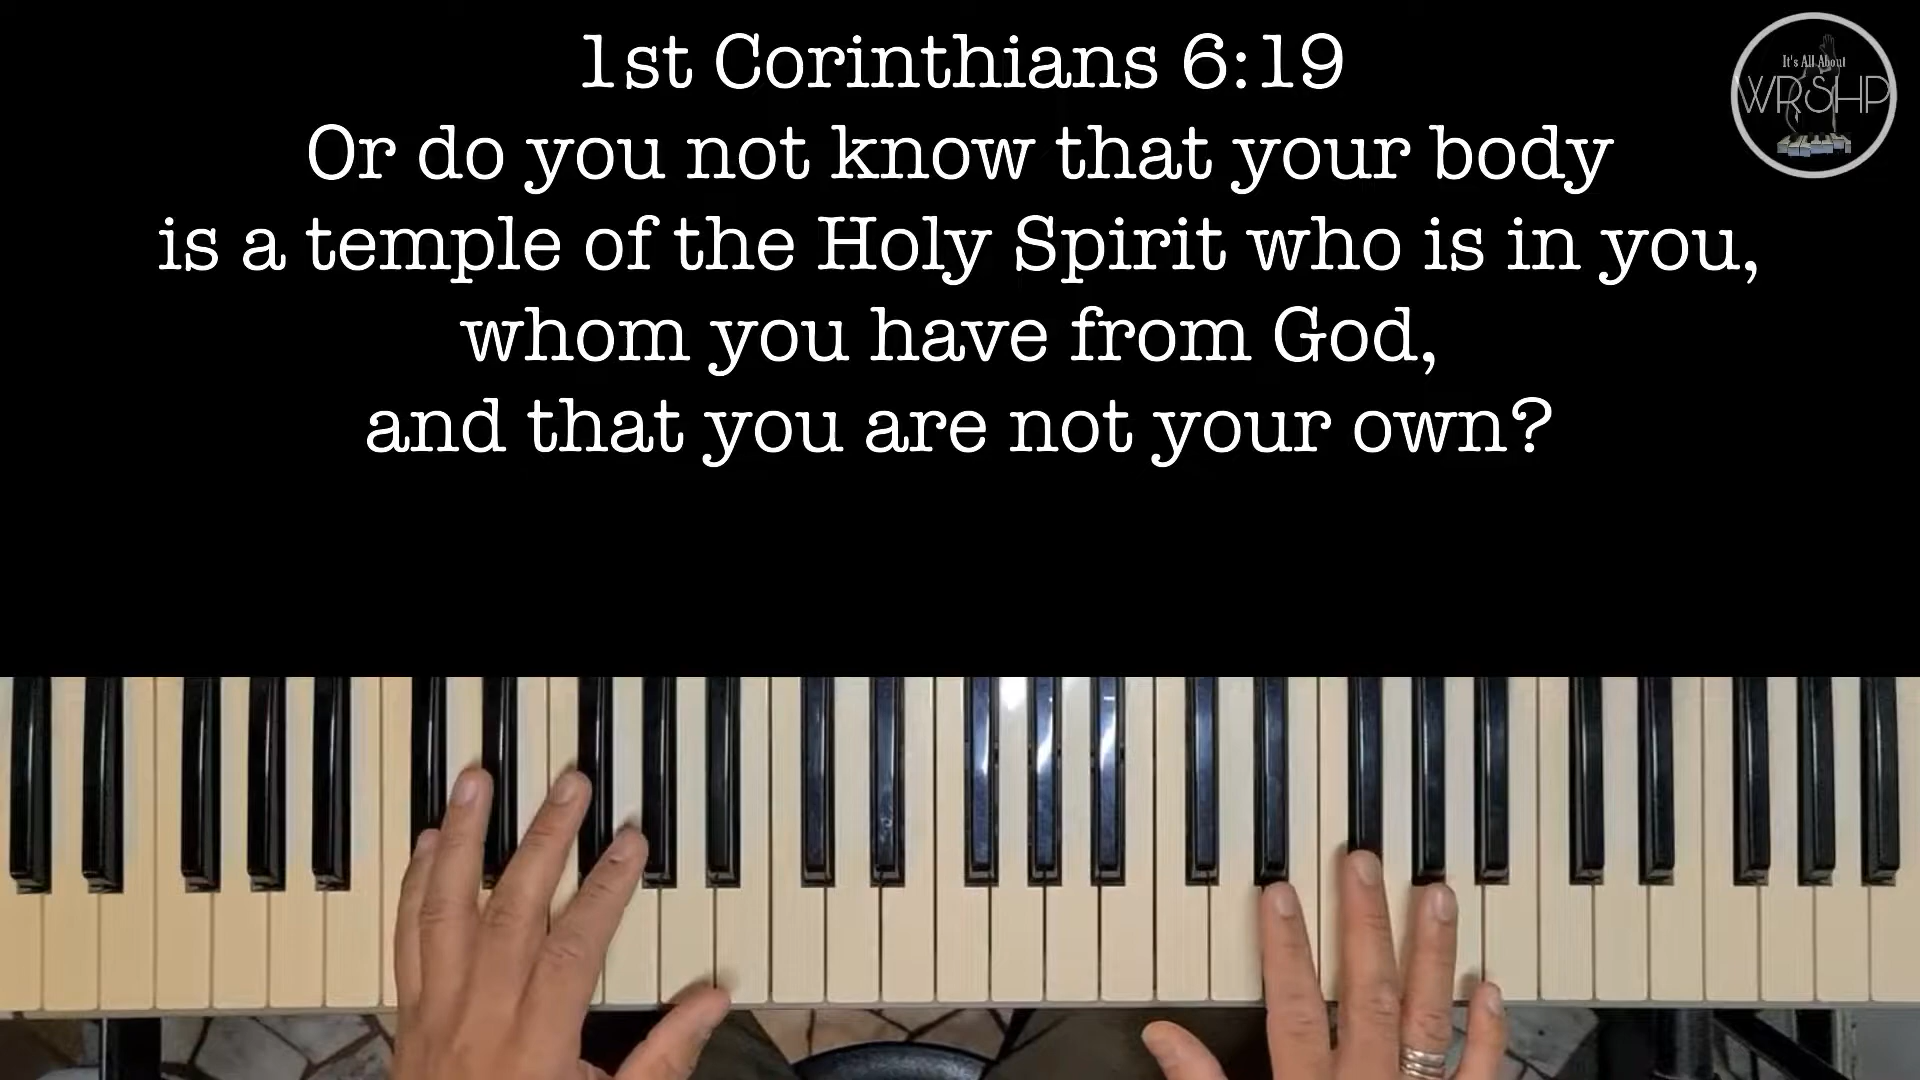 1st Corinthians 6:19
Or do you not know that your body
is a temple of the Holy Spirit who is in you,
whom you have from God,
and that you are not your own?
It's All About
WRSHP